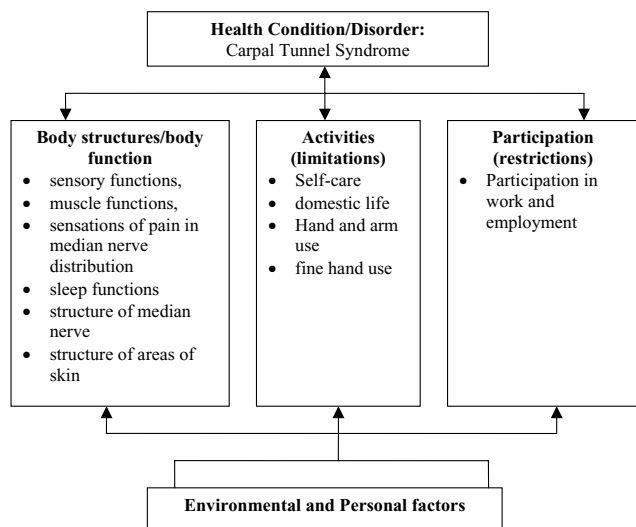 Health Condition/Disorder:
Carpal Tunnel Syndrome
Body structures/body
function
• sensory functions,
• muscle functions,
• sensations of pain in
median nerve
distribution
• sleep functions
• structure of median
nerve
• structure of areas of
skin
Activities
(limitations)
• Self-care
• domestic life
• Hand and arm
use
• fine hand use
Participation
(restrictions)
• Participation in
work and
employment
Environmental and Personal factors